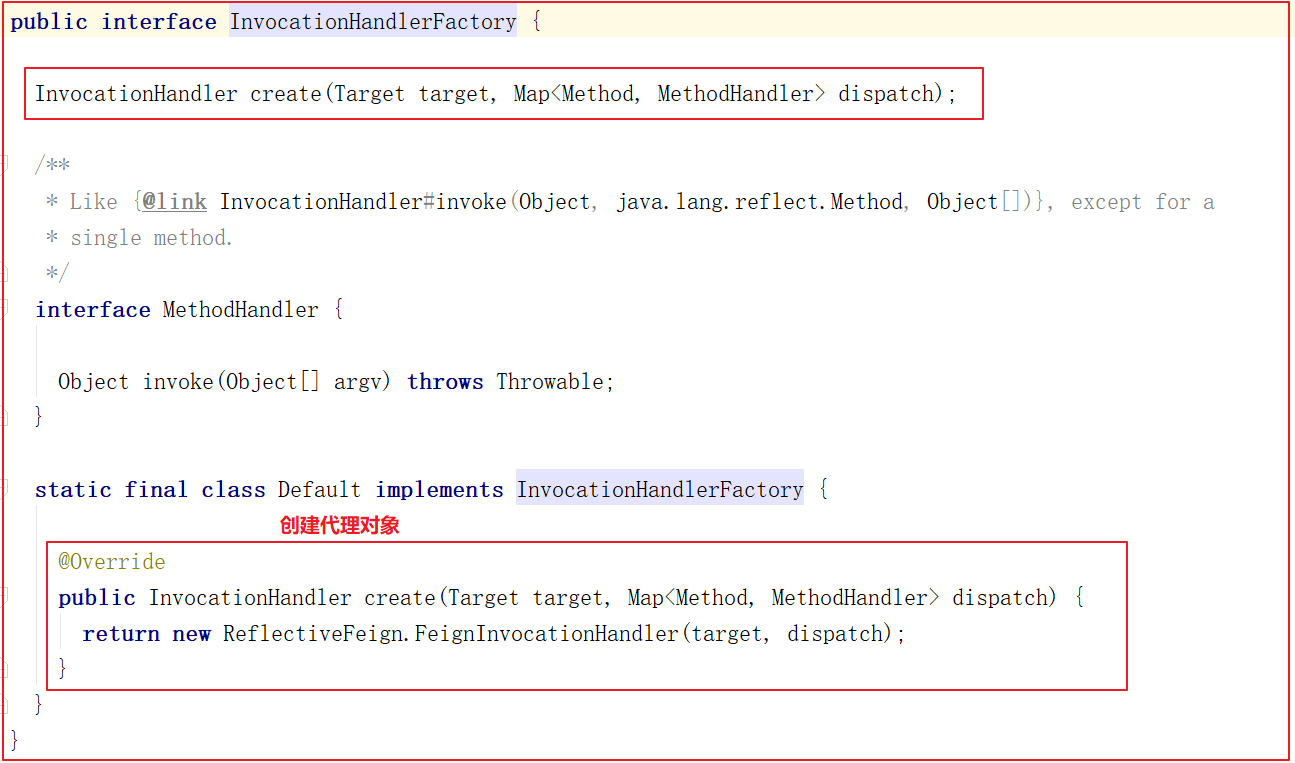 public interface InvocationHandlerFactory {
InvocationHandler create(Target target, Map<Method, MethodHandler> dispatch);
/**
* Like {@link InvocationHandler#invoke(Object, java.lang.reflect.Method, Object[])}, except for a
* single method.
*/
interface MethodHandler {
Object invoke(Object[] argv) throws Throwable;
}
static final class Default implements InvocationHandlerFactory {
创建代理对象
@Override
public InvocationHandler create(Target target, Map<Method, MethodHandler> dispatch) {
return new ReflectiveFeign.FeignInvocationHandler(target, dispatch);
}
}
}